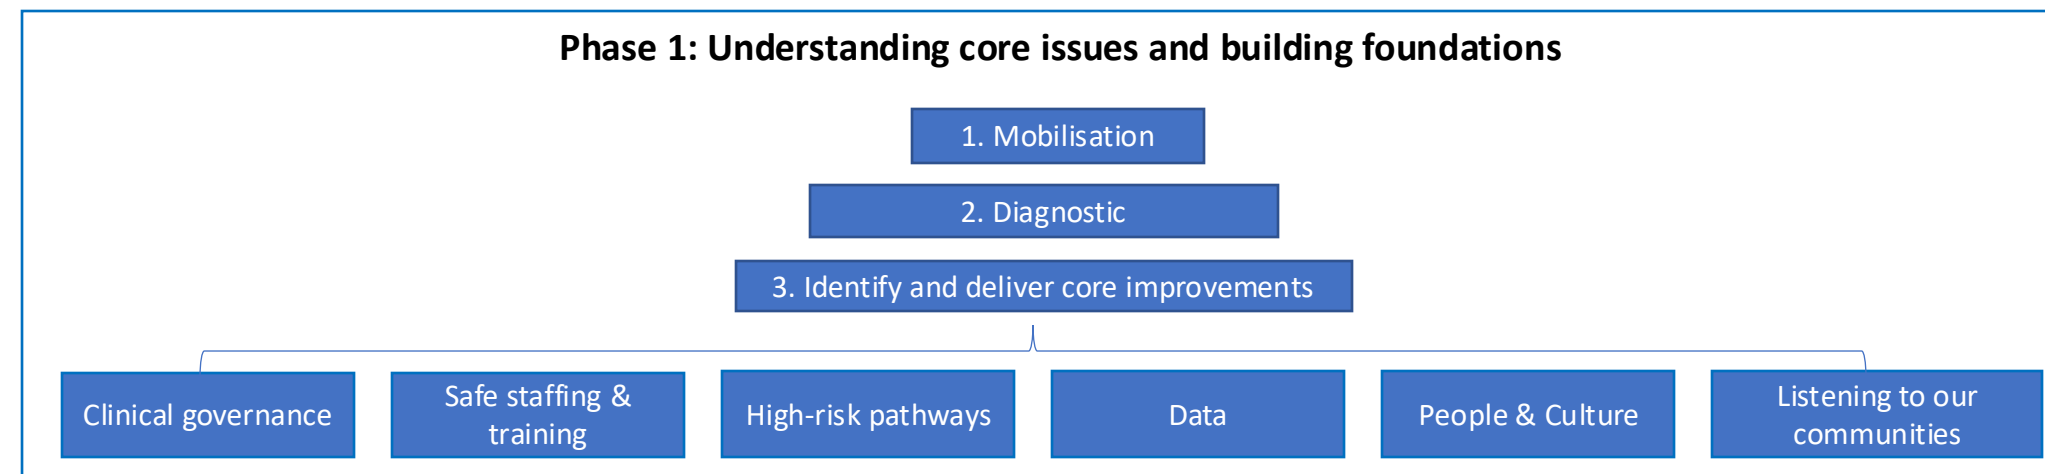 Phase 1: Understanding core issues and building foundations
1. Mobilisation
2. Diagnostic
3. Identify and deliver core improvements
Clinical governance
Safe staffing &
training
High-risk pathways
Data
People & Culture
Listening to our
communities